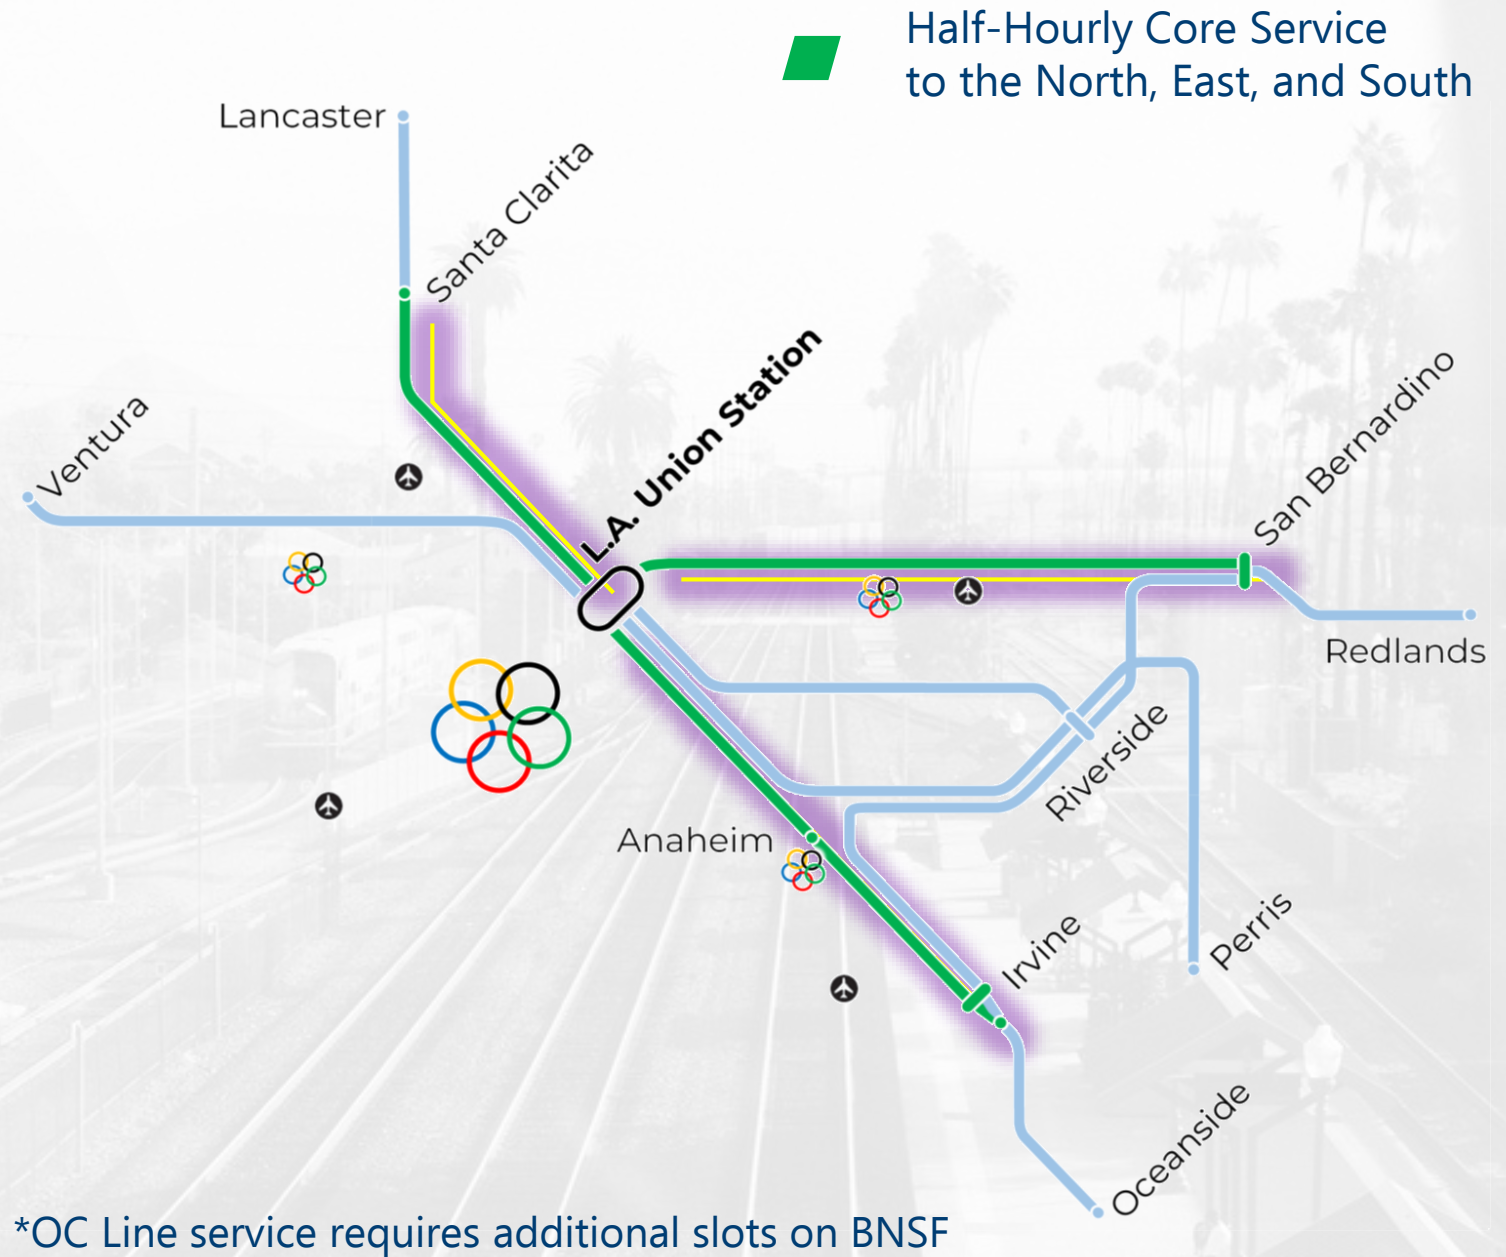 Half-Hourly Core Service
to the North, East, and South
Lancaster
Santa Clarita
Ventura
L.A. Union Station
San Bernardino
Redlands
Riverside
Anaheim
Perris
Irvine
Oceanside
*OC Line service requires additional slots on BNSF